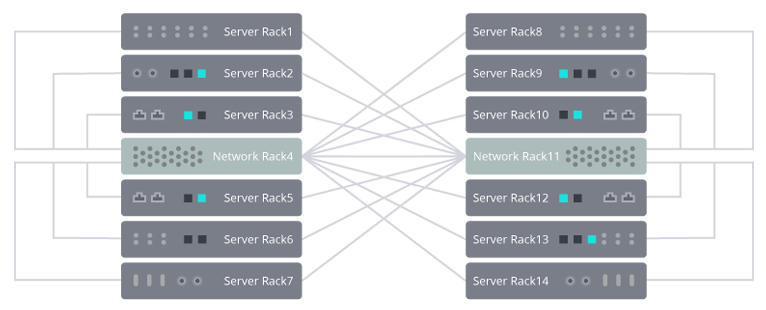 Server Rack1
Server Rack2
Server Rack3
Network Rack4
Server Rack5
Server Rack6
Server Rack7
Server Rack8
Server Rack9
Server Rack10
Network Rack11
Server Rack12
Server Rack13
Server Rack14